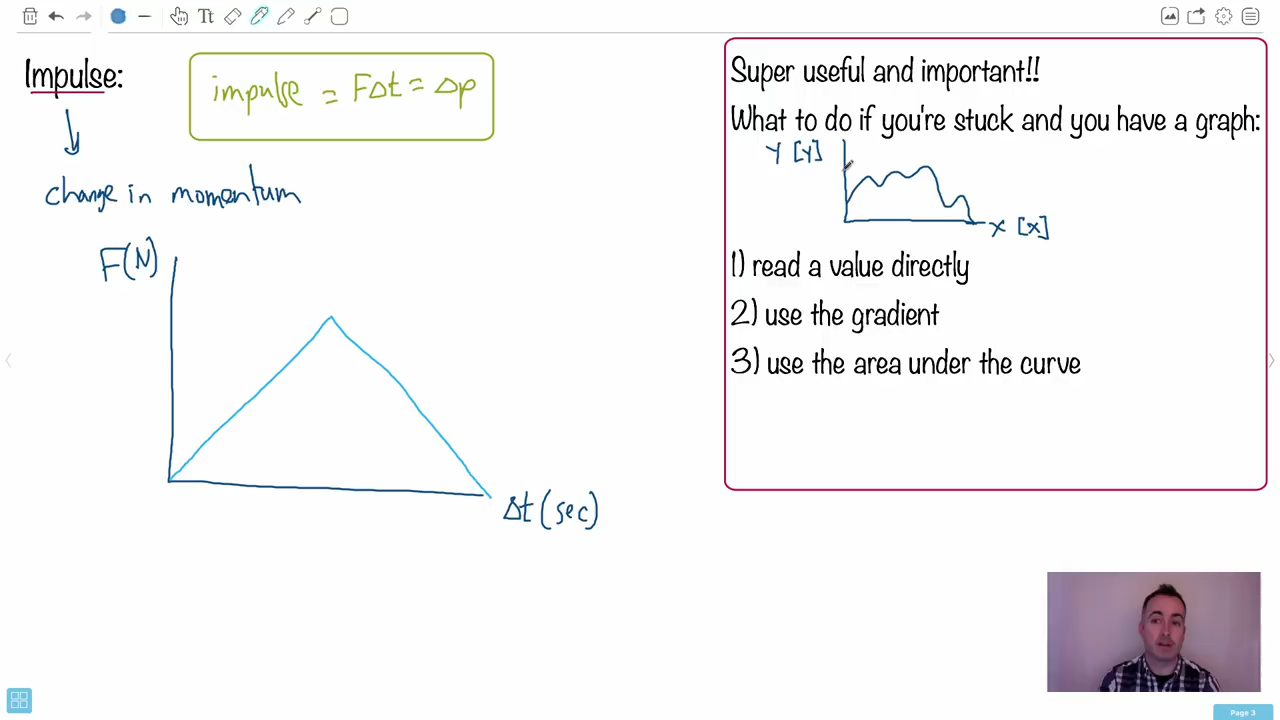 Tt
Impulse:
impulse = FΔt = Δp
change in momentum
F(N)
Δt (sec)
Super useful and important!!
What to do if you're stuck and you have a graph:
Y [Y]
X [X]
1) read a value directly
2) use the gradient
3) use the area under the curve
Page 3